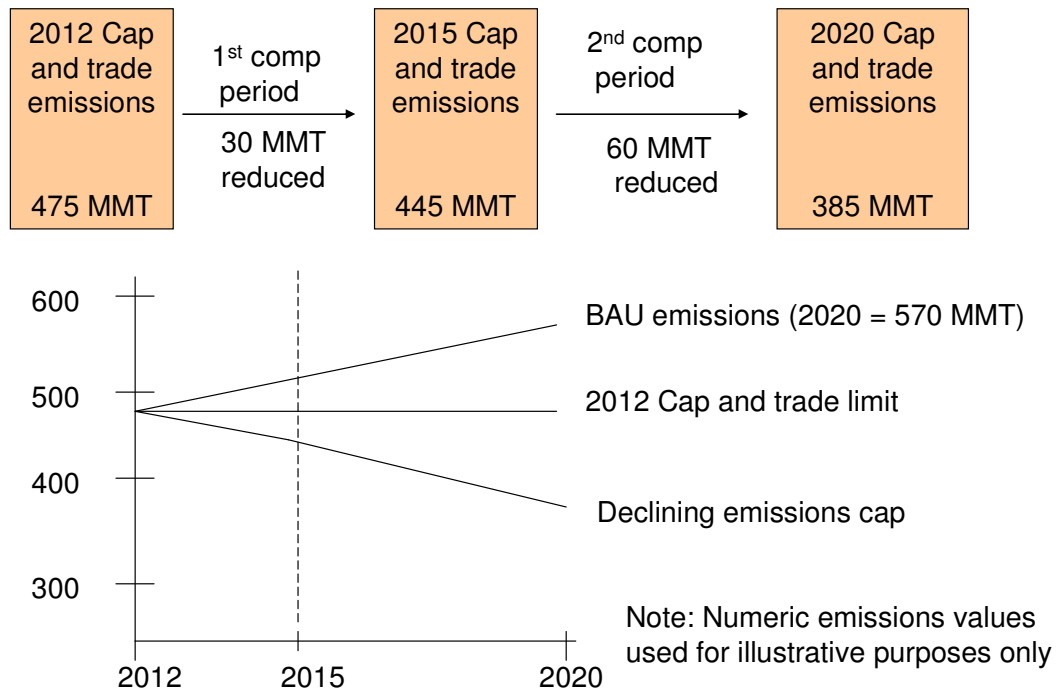 2012 Cap
and trade
emissions
475 MMT
1st comp
period
30 MMT
reduced
2015 Cap
and trade
emissions
445 MMT
2nd comp
period
60 MMT
reduced
2020 Cap
and trade
emissions
385 MMT
600
500
400
300
BAU emissions (2020 = 570 MMT)
2012 Cap and trade limit
Declining emissions cap
Note: Numeric emissions values
used for illustrative purposes only
2012
2015
2020